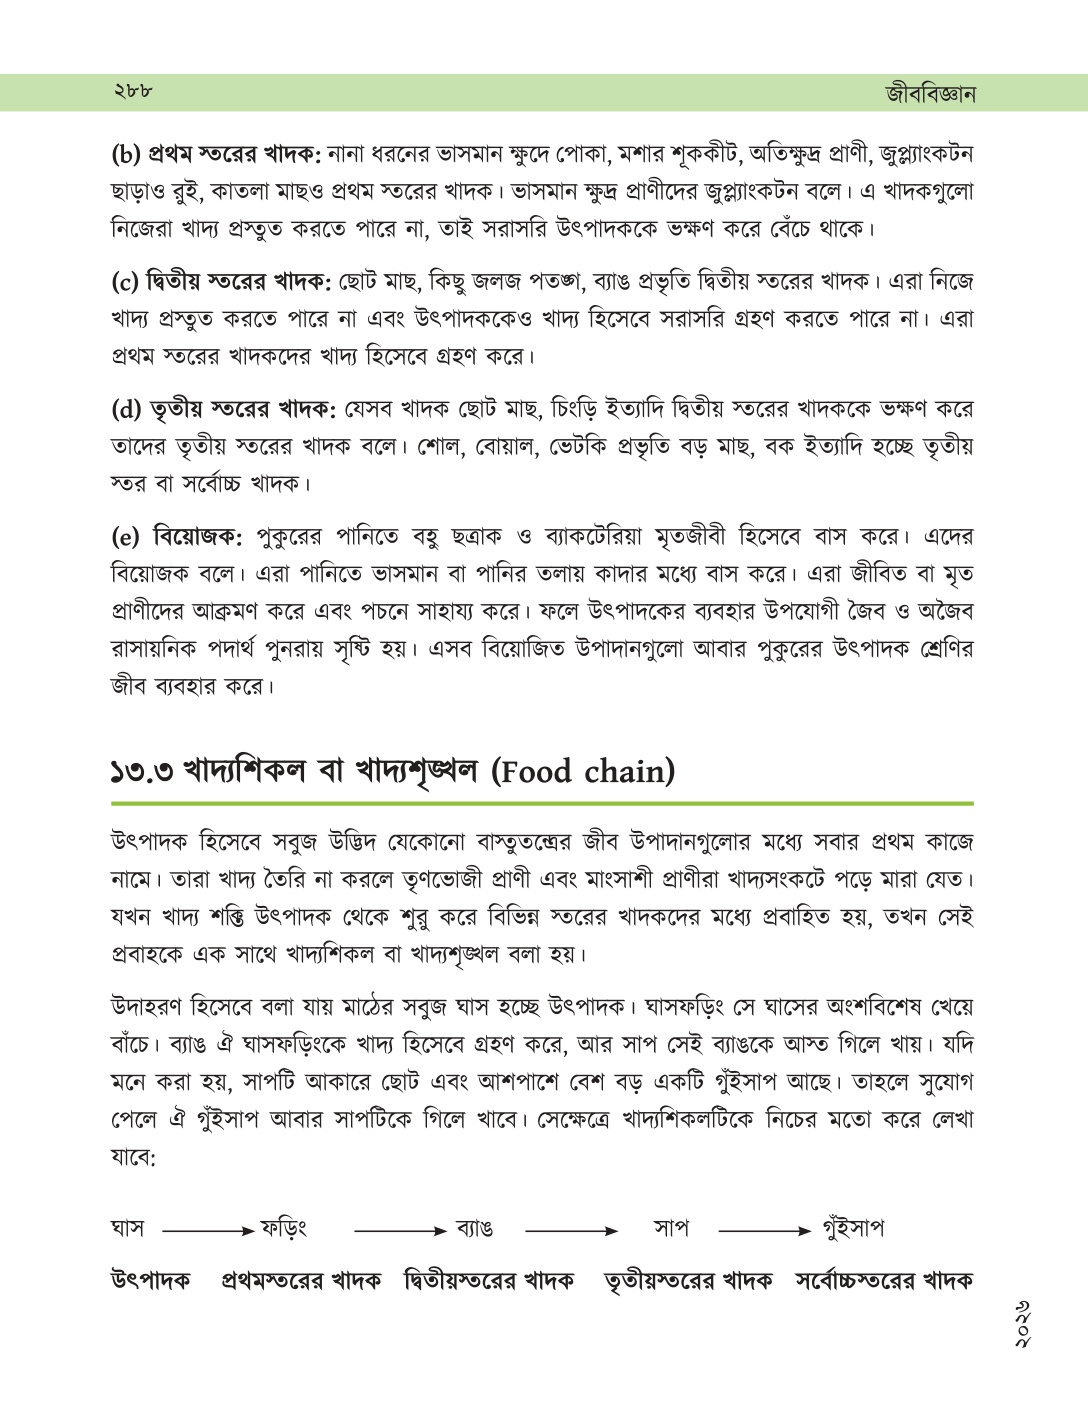 ২৮৮ জীববিজ্ঞান
(b) প্রথম স্তরের খাদক: নানা ধরনের ভাসমান ক্ষুদে পোকা, মশার শূককীট, অতিক্ষুদ্র প্রাণী, জুপ্ল্যাংকটন
ছাড়াও রুই, কাতলা মাছও প্রথম স্তরের খাদক। ভাসমান ক্ষুদ্র প্রাণীদের জুপ্ল্যাংকটন বলে। এ খাদকগুলো
নিজেরা খাদ্য প্রস্তুত করতে পারে না, তাই সরাসরি উৎপাদককে ভক্ষণ করে বেঁচে থাকে।
(c) দ্বিতীয় স্তরের খাদক: ছোট মাছ, কিছু জলজ পতঙ্গ, ব্যাঙ প্রভৃতি দ্বিতীয় স্তরের খাদক। এরা নিজে
খাদ্য প্রস্তুত করতে পারে না এবং উৎপাদককেও খাদ্য হিসেবে সরাসরি গ্রহণ করতে পারে না। এরা
প্রথম স্তরের খাদকদের খাদ্য হিসেবে গ্রহণ করে।
(d) তৃতীয় স্তরের খাদক: যেসব খাদক ছোট মাছ, চিংড়ি ইত্যাদি দ্বিতীয় স্তরের খাদককে ভক্ষণ করে
তাদের তৃতীয় স্তরের খাদক বলে। শোল, বোয়াল, ভেটকি প্রভৃতি বড় মাছ, বক ইত্যাদি হচ্ছে তৃতীয়
স্তর বা সর্বোচ্চ খাদক।
(e) বিয়োজক: পুকুরের পানিতে বহু ছত্রাক ও ব্যাকটেরিয়া মৃতজীবী হিসেবে বাস করে। এদের
বিয়োজক বলে। এরা পানিতে ভাসমান বা পানির তলায় কাদার মধ্যে বাস করে। এরা জীবিত বা মৃত
প্রাণীদের আক্রমণ করে এবং পচনে সাহায্য করে। ফলে উৎপাদকের ব্যবহার উপযোগী জৈব ও অজৈব
রাসায়নিক পদার্থ পুনরায় সৃষ্টি হয়। এসব বিয়োজিত উপাদানগুলো আবার পুকুরের উৎপাদক শ্রেণির
জীব ব্যবহার করে।
১৩.৩ খাদ্যশিকল বা খাদ্যশৃঙ্খল (Food chain)
উৎপাদক হিসেবে সবুজ উদ্ভিদ যেকোনো বাস্তুতন্ত্রের জীব উপাদানগুলোর মধ্যে সবার প্রথম কাজে
নামে। তারা খাদ্য তৈরি না করলে তৃণভোজী প্রাণী এবং মাংসাশী প্রাণীরা খাদ্যসংকটে পড়ে মারা যেত।
যখন খাদ্য শক্তি উৎপাদক থেকে শুরু করে বিভিন্ন স্তরের খাদকদের মধ্যে প্রবাহিত হয়, তখন সেই
প্রবাহকে এক সাথে খাদ্যশিকল বা খাদ্যশৃঙ্খল বলা হয়।
উদাহরণ হিসেবে বলা যায় মাঠের সবুজ ঘাস হচ্ছে উৎপাদক। ঘাসফড়িং সে ঘাসের অংশবিশেষ খেয়ে
বাঁচে। ব্যাঙ ঐ ঘাসফড়িংকে খাদ্য হিসেবে গ্রহণ করে, আর সাপ সেই ব্যাঙকে আস্ত গিলে খায়। যদি
মনে করা হয়, সাপটি আকারে ছোট এবং আশপাশে বেশ বড় একটি গুঁইসাপ আছে। তাহলে সুযোগ
পেলে ঐ গুঁইসাপ আবার সাপটিকে গিলে খাবে। সেক্ষেত্রে খাদ্যশিকলটিকে নিচের মতো করে লেখা
যাবে:
ঘাস ফড়িং ব্যাঙ সাপ গুঁইসাপ
উৎপাদক প্রথমস্তরের খাদক দ্বিতীয়স্তরের খাদক তৃতীয়স্তরের খাদক সর্বোচ্চস্তরের খাদক
২০২৬